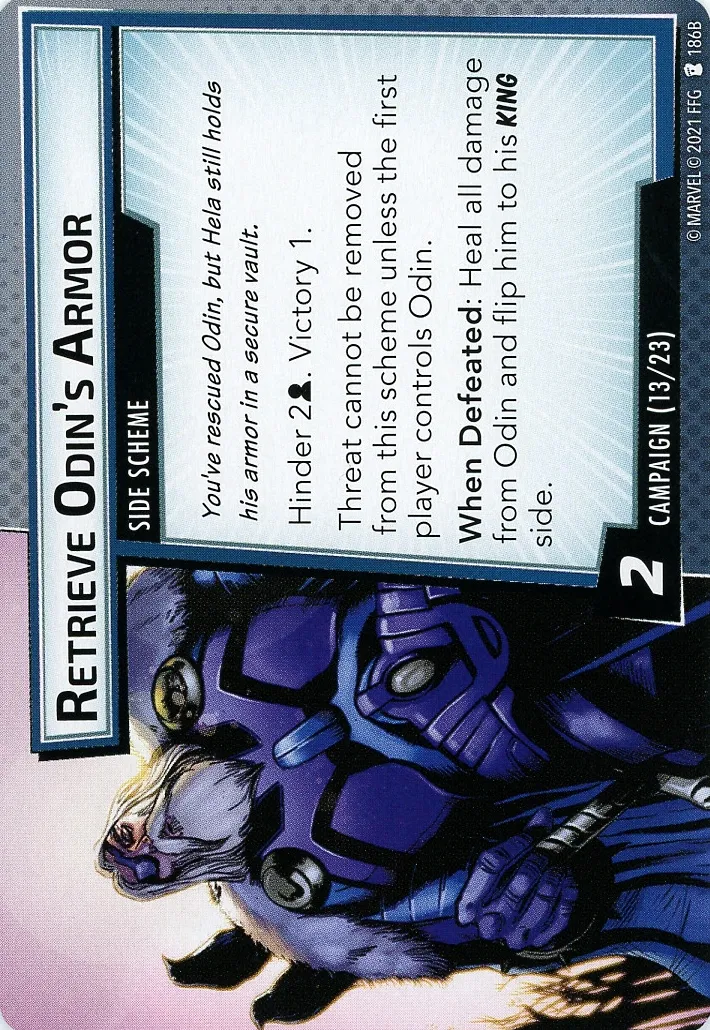 RETRIEVE ODIN'S ARMOR
SIDE SCHEME
You've rescued Odin, but Hela still holds
his armor in a secure vault.
Hinder 2. Victory 1.
Threat cannot be removed
from this scheme unless the first
player controls Odin.
When Defeated: Heal all damage
from Odin and flip him to his KING
side.
2
CAMPAIGN (13/23)
© MARVEL © 2021 FFG 186B